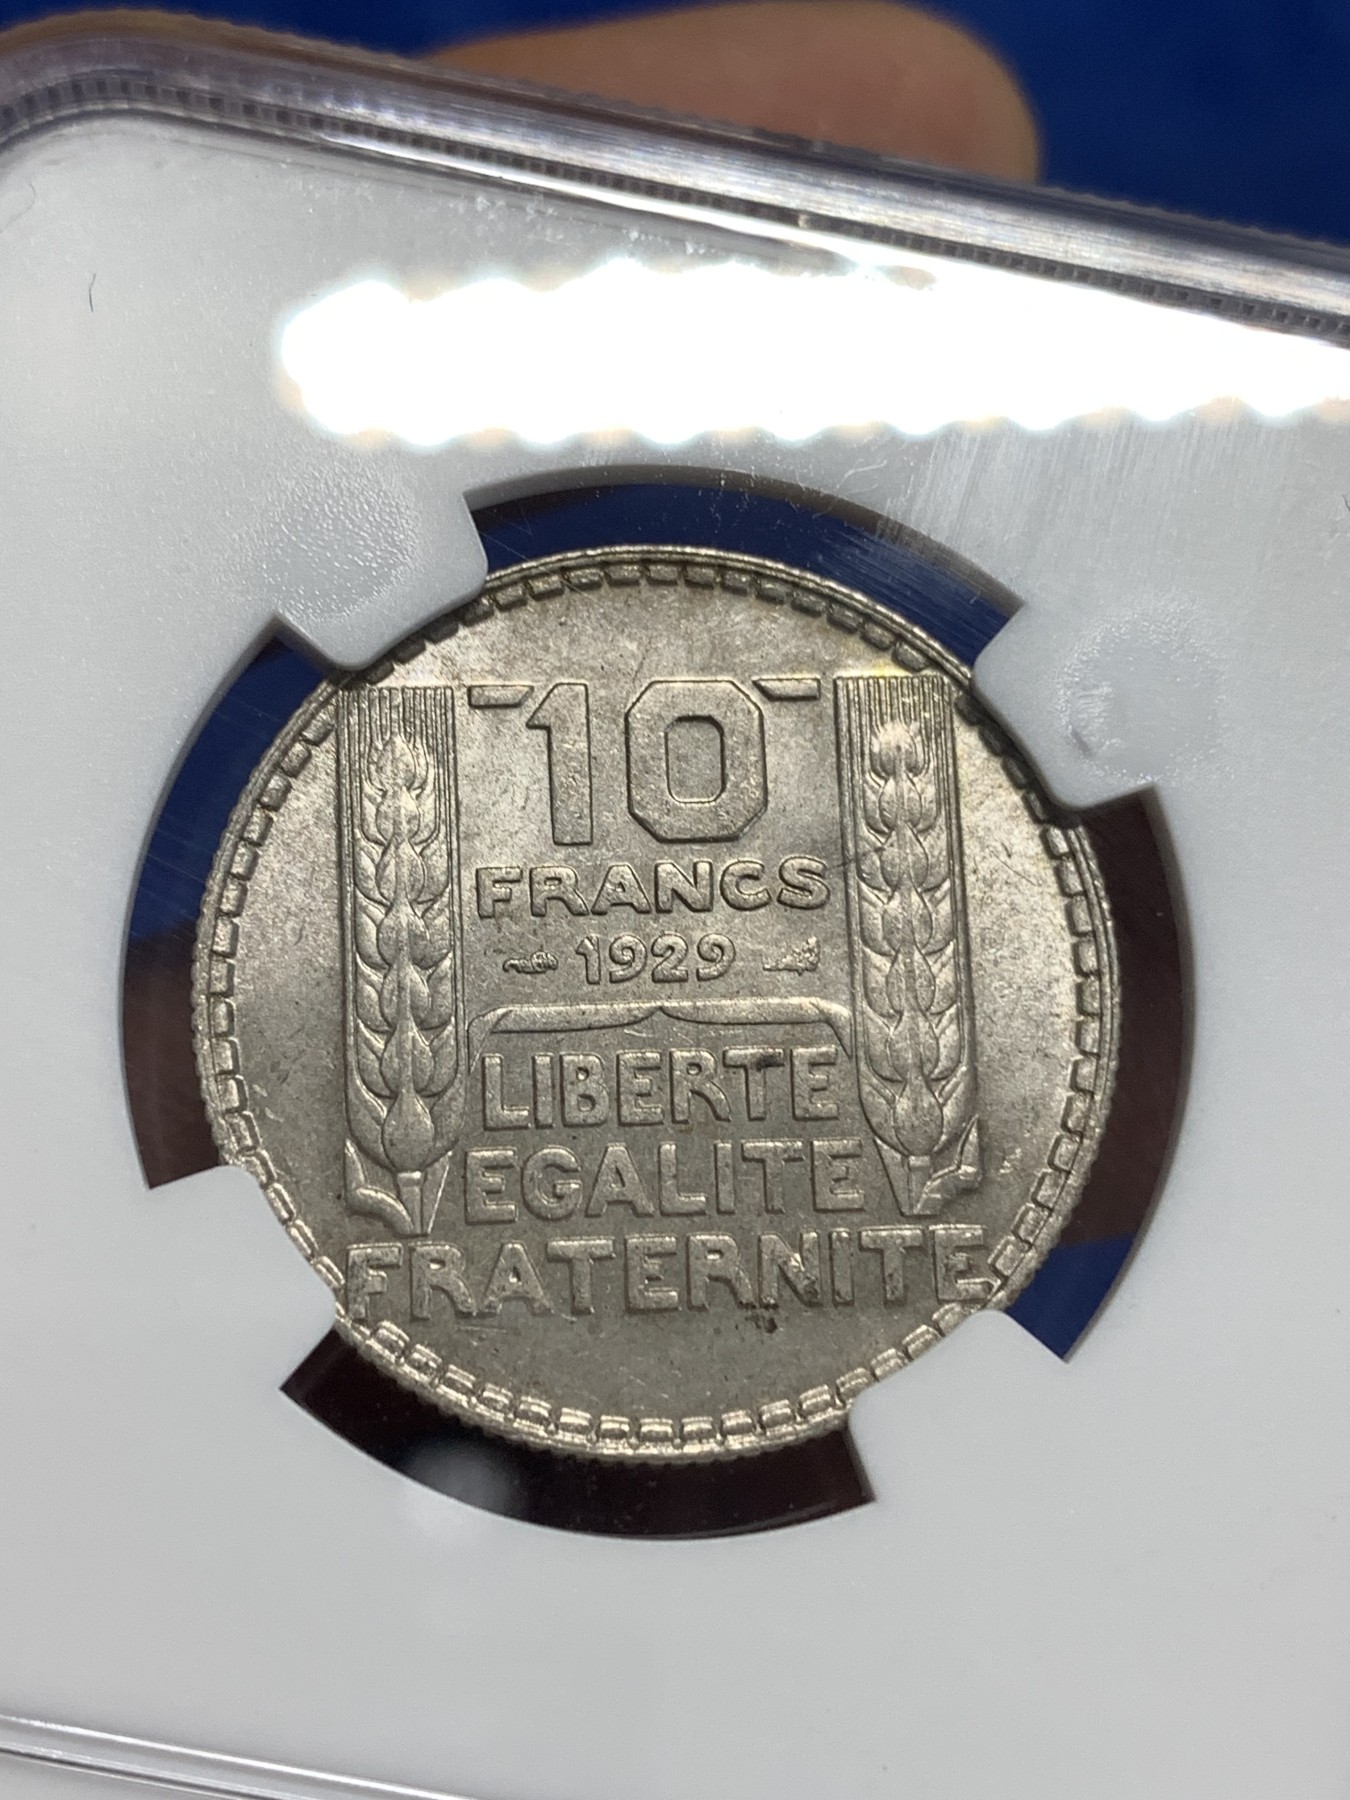 10
FRANCS
1929
LIBERTE
EGALITE
FRATERNITE